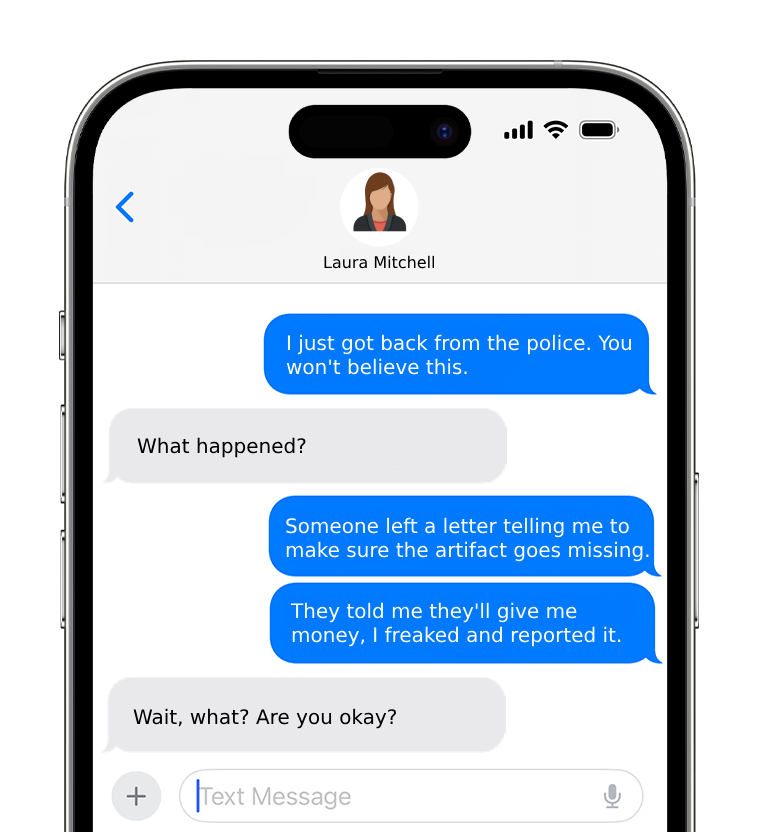 Laura Mitchell
I just got back from the police. You
won't believe this.
What happened?
Someone left a letter telling me to
make sure the artifact goes missing.
They told me they'll give me
money, I freaked and reported it.
Wait, what? Are you okay?
Text Message